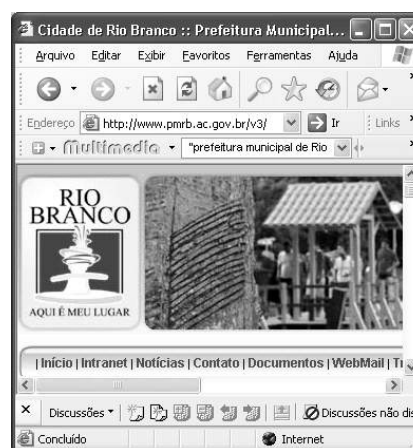 Cidade de Rio Branco :: Prefeitura Municipal...
Arquivo Editar Exibir Favoritos Ferramentas Ajuda
Endereço http://www.pmrb.ac.gov.br/v3/ Ir Links
Multimedia "prefeitura municipal de Rio
RIO
BRANCO
AQUI É MEU LUGAR
| Início | Intranet | Notícias | Contato | Documentos | WebMail |
Discussões Discussões não
Concluído Internet